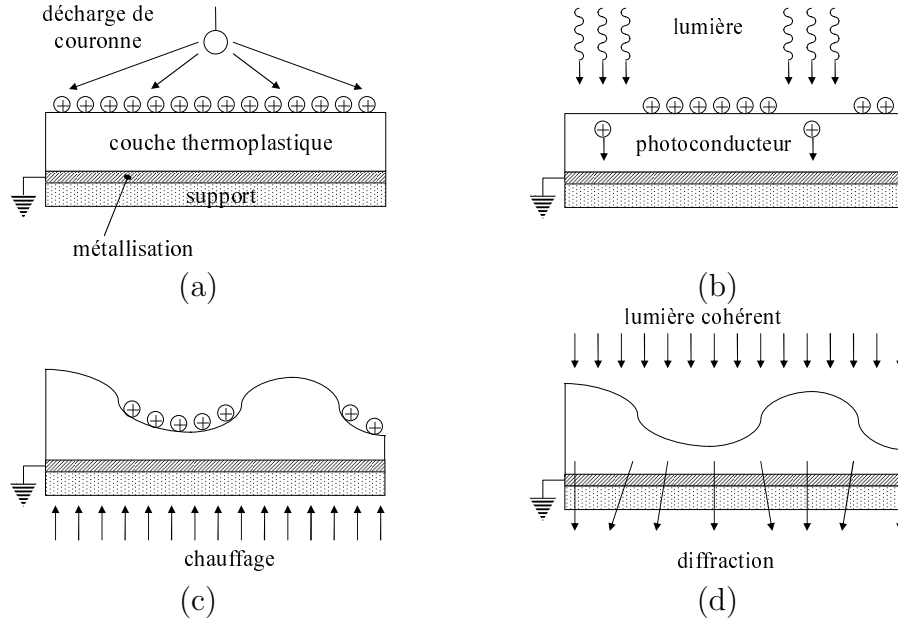 décharge de
couronne
couche thermoplastique
support
métallisation
(a)
lumière
photoconducteur
(b)
chauffage
(c)
lumière cohérent
diffraction
(d)